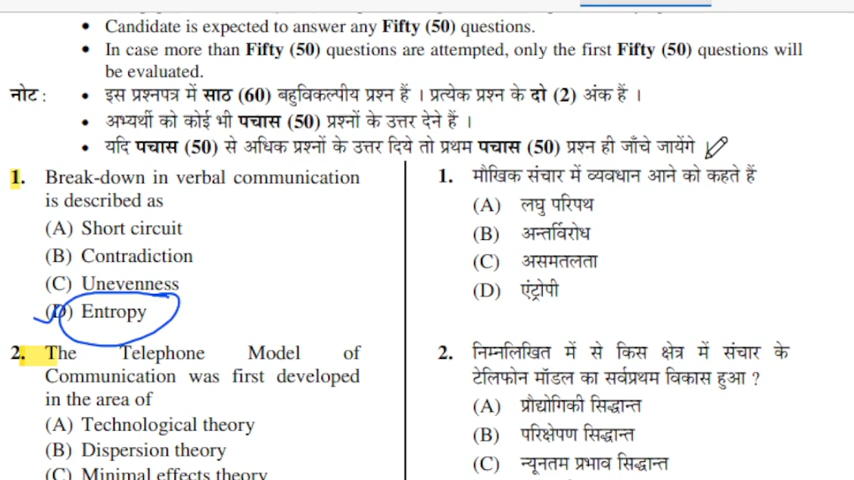 • Candidate is expected to answer any Fifty (50) questions.
• In case more than Fifty (50) questions are attempted, only the first Fifty (50) questions will
be evaluated.
नोट : • इस प्रश्नपत्र में साठ (60) बहुविकल्पीय प्रश्न हैं । प्रत्येक प्रश्न के दो (2) अंक हैं ।
• अभ्यर्थी को कोई भी पचास (50) प्रश्नों के उत्तर देने हैं ।
• यदि पचास (50) से अधिक प्रश्नों के उत्तर दिये तो प्रथम पचास (50) प्रश्न ही जाँचे जायेंगे
1. Break-down in verbal communication
is described as
(A) Short circuit
(B) Contradiction
(C) Unevenness
(D) Entropy
2. The Telephone Model of
Communication was first developed
in the area of
(A) Technological theory
(B) Dispersion theory
(C) Minimal effects theory
1. मौखिक संचार में व्यवधान आने को कहते हैं
(A) लघु परिपथ
(B) अन्तर्विरोध
(C) असमतलता
(D) एंट्रोपी
2. निम्नलिखित में से किस क्षेत्र में संचार के
टेलिफोन मॉडल का सर्वप्रथम विकास हुआ ?
(A) प्रौद्योगिकी सिद्धान्त
(B) परिक्षेपण सिद्धान्त
(C) न्यूनतम प्रभाव सिद्धान्त